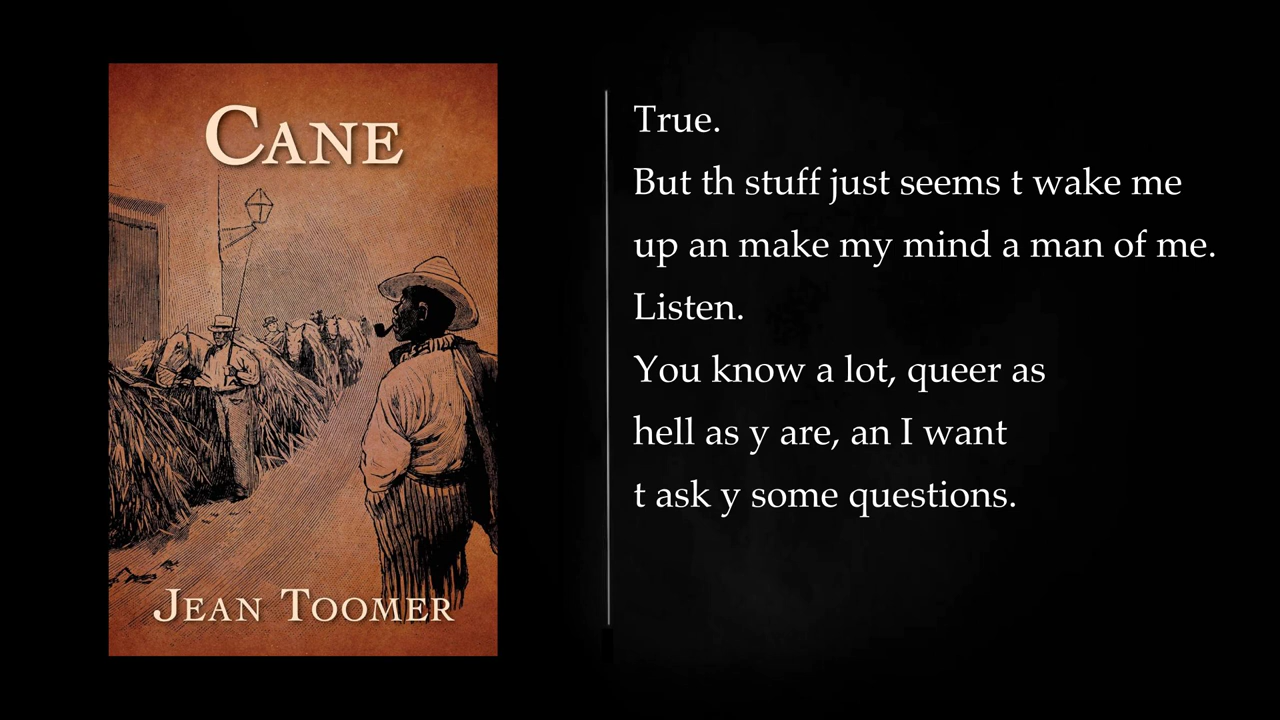 CANE
JEAN TOOMER
True.
But th stuff just seems t wake me
up an make my mind a man of me.
Listen.
You know a lot, queer as
hell as y are, an I want
t ask y some questions.